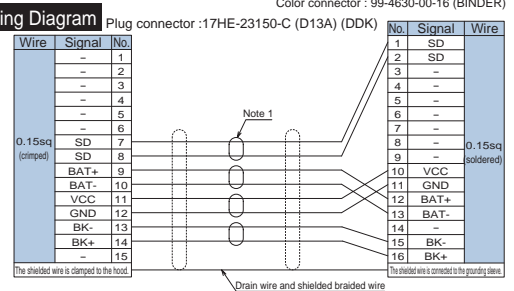 Color connector : 99-4630-00-16 (BINDER)
ing Diagram
Plug connector :17HE-23150-C (D13A) (DDK)
Wire Signal No.
– 1
– 2
– 3
– 4
– 5
– 6
SD 7
SD 8
BAT+ 9
BAT- 10
VCC 11
GND 12
BK- 13
BK+ 14
– 15
0.15sq
(crimped)
The shielded wire is clamped to the hood.
Note 1
Drain wire and shielded braided wire
No. Signal Wire
1 SD
2 SD
3 –
4 –
5 –
6 –
7 –
8 –
9 –
10 VCC
11 GND
12 BAT+
13 BAT-
14 –
15 BK-
16 BK+
0.15sq
(soldered)
The shielded wire is connected to the grounding sleeve.